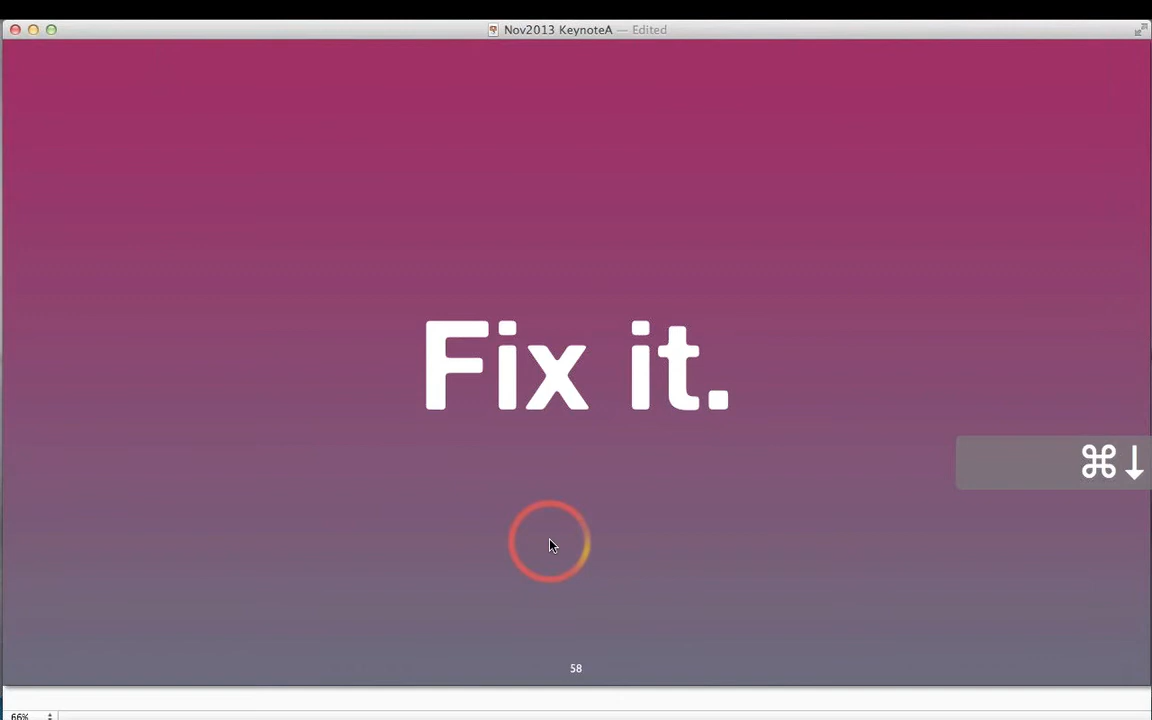 Nov2013 KeynoteA — Edited
Fix it.
⌘↓
58
66%